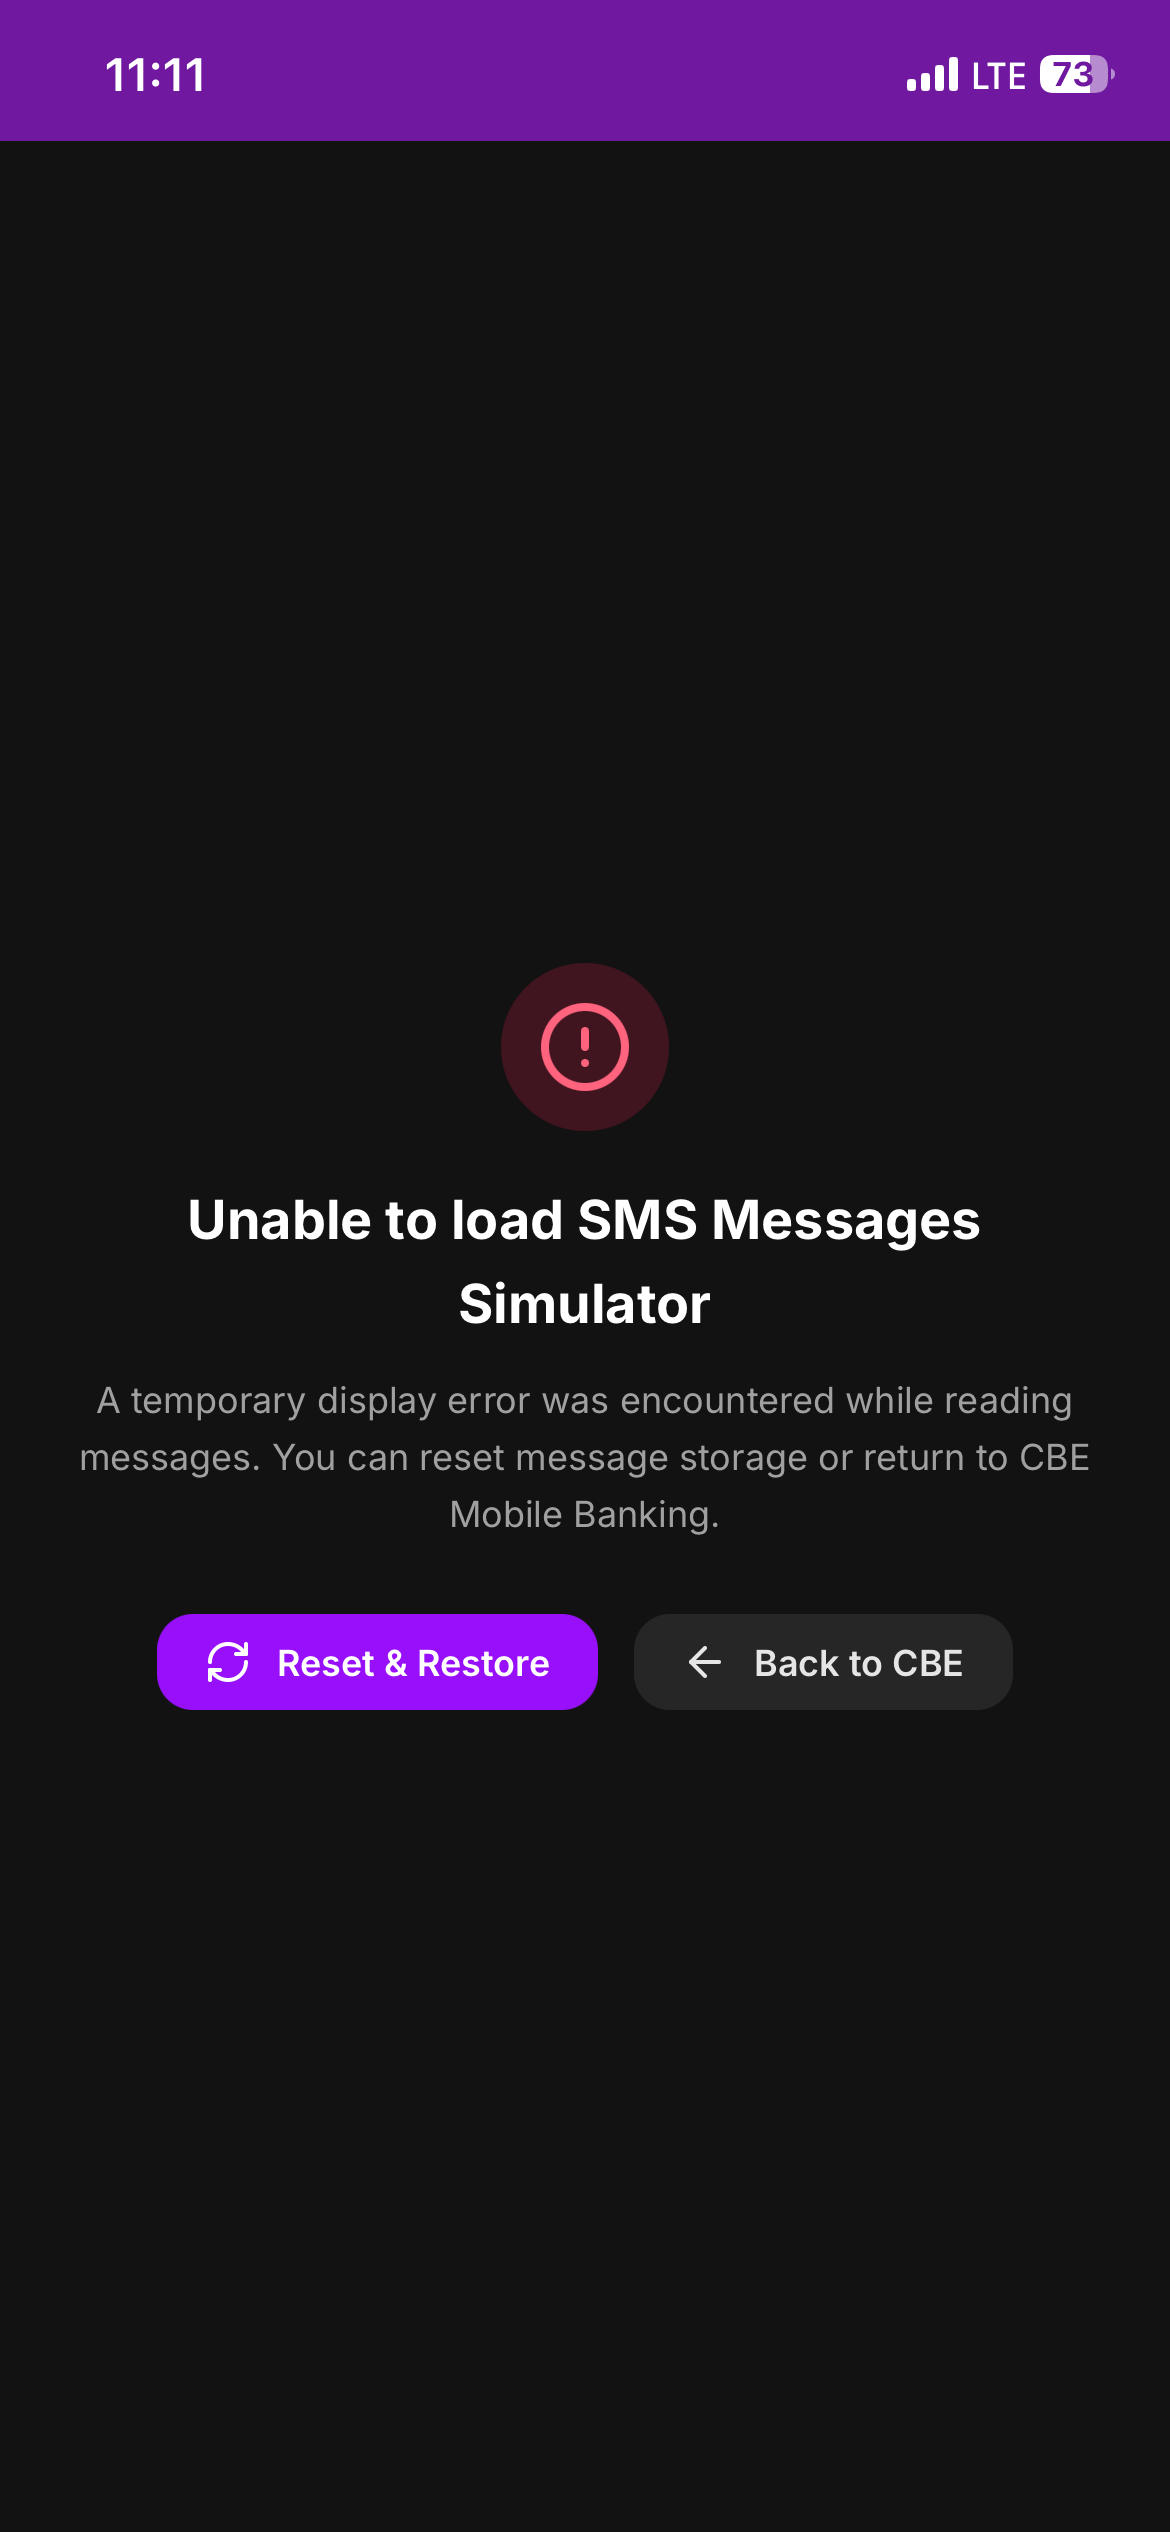 11:11
LTE
73
Unable to load SMS Messages
Simulator
A temporary display error was encountered while reading
messages. You can reset message storage or return to CBE
Mobile Banking.
Reset & Restore
Back to CBE